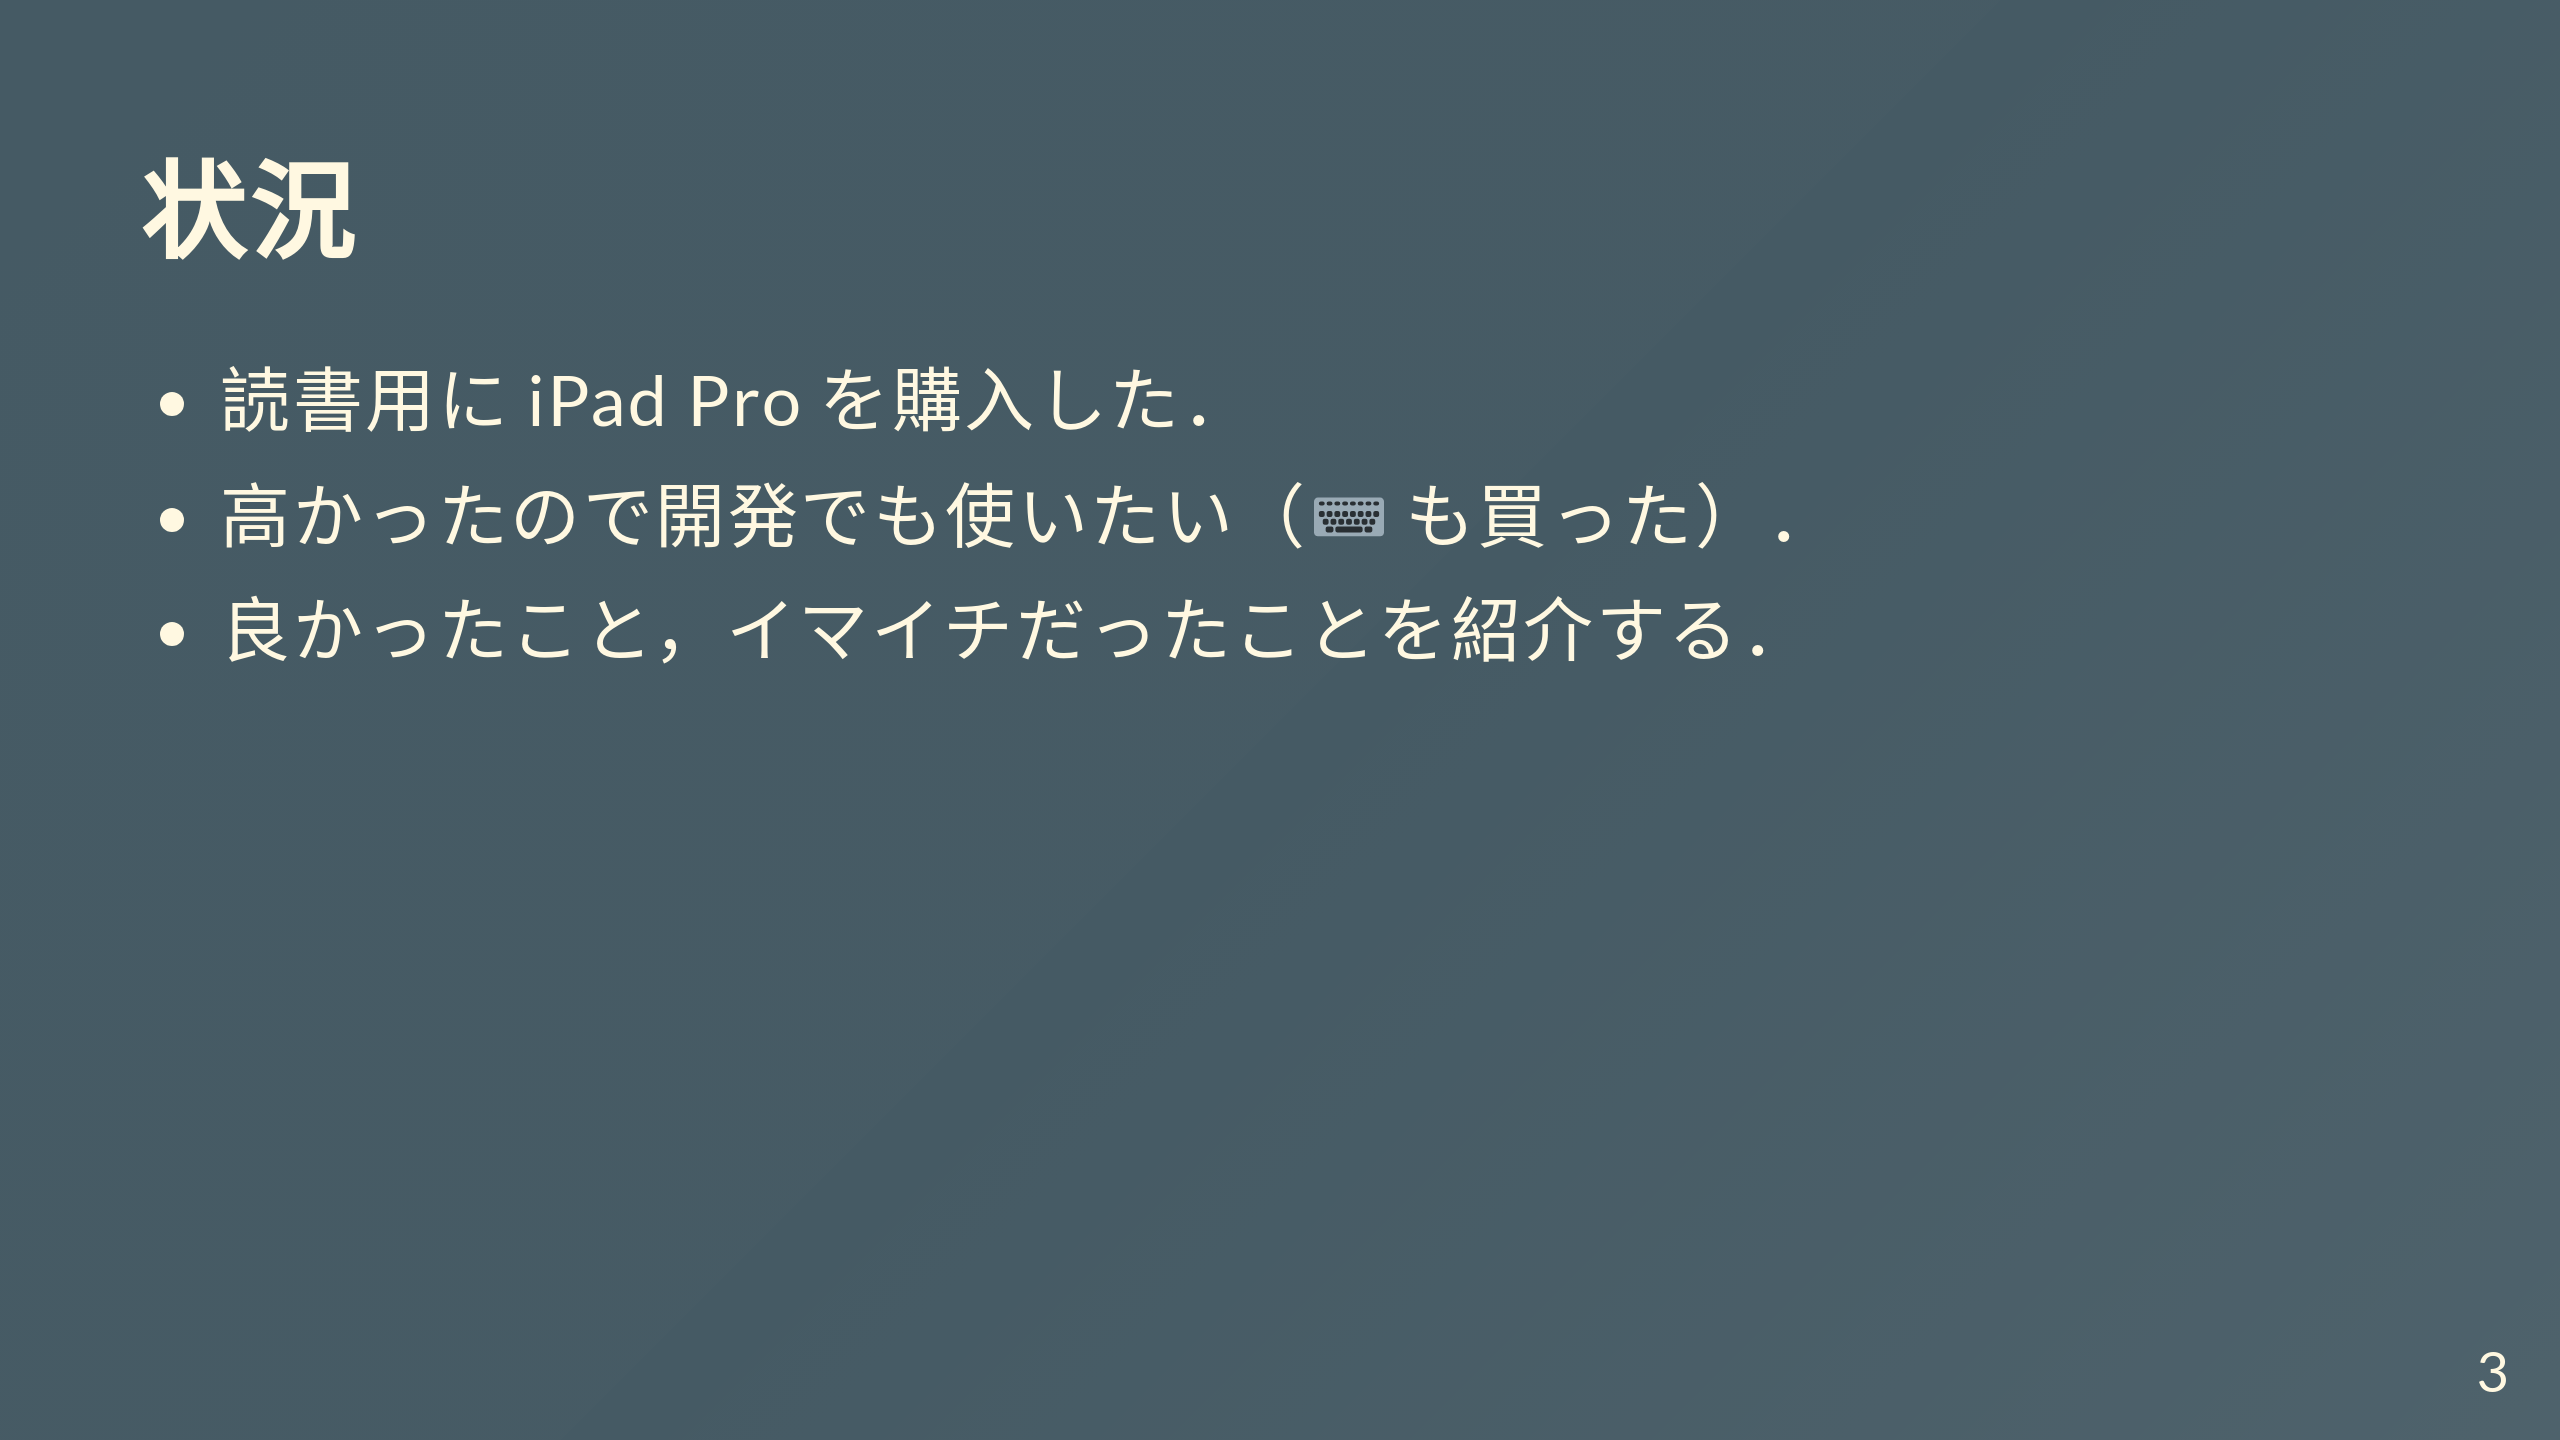 状況
• 読書用に iPad Pro を購入した．
• 高かったので開発でも使いたい（⌨️ も買った）．
• 良かったこと，イマイチだったことを紹介する．
3